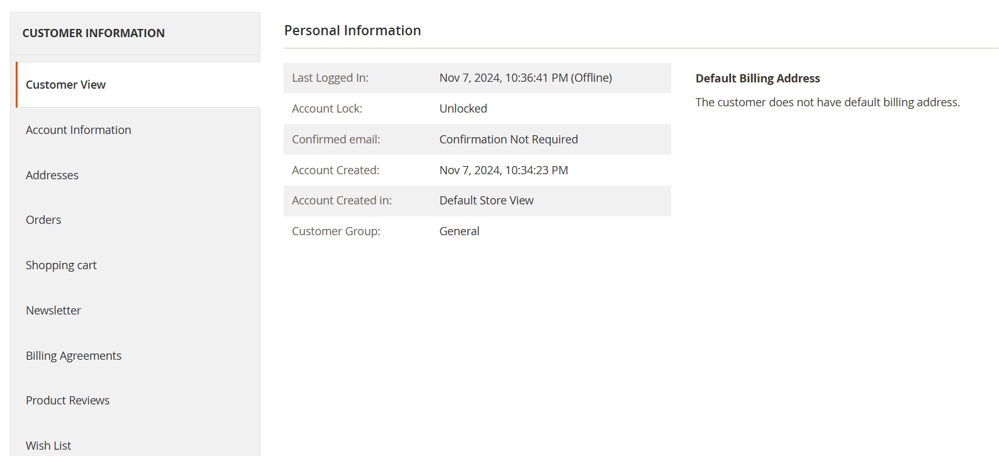 CUSTOMER INFORMATION
Customer View
Account Information
Addresses
Orders
Shopping cart
Newsletter
Billing Agreements
Product Reviews
Wish List
Personal Information
Last Logged In: Nov 7, 2024, 10:36:41 PM (Offline)
Account Lock: Unlocked
Confirmed email: Confirmation Not Required
Account Created: Nov 7, 2024, 10:34:23 PM
Account Created in: Default Store View
Customer Group: General
Default Billing Address
The customer does not have default billing address.